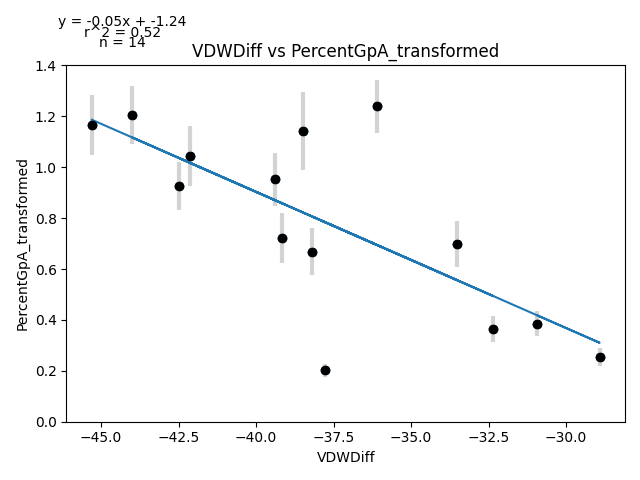 y = -0.05x + -1.24
r^2 = 0.52
n = 14
VDWDiff vs PercentGpA_transformed
1.4
1.2
1.0
0.8
0.6
0.4
0.2
0.0
PercentGpA_transformed
−45.0 −42.5 −40.0 −37.5 −35.0 −32.5 −30.0
VDWDiff